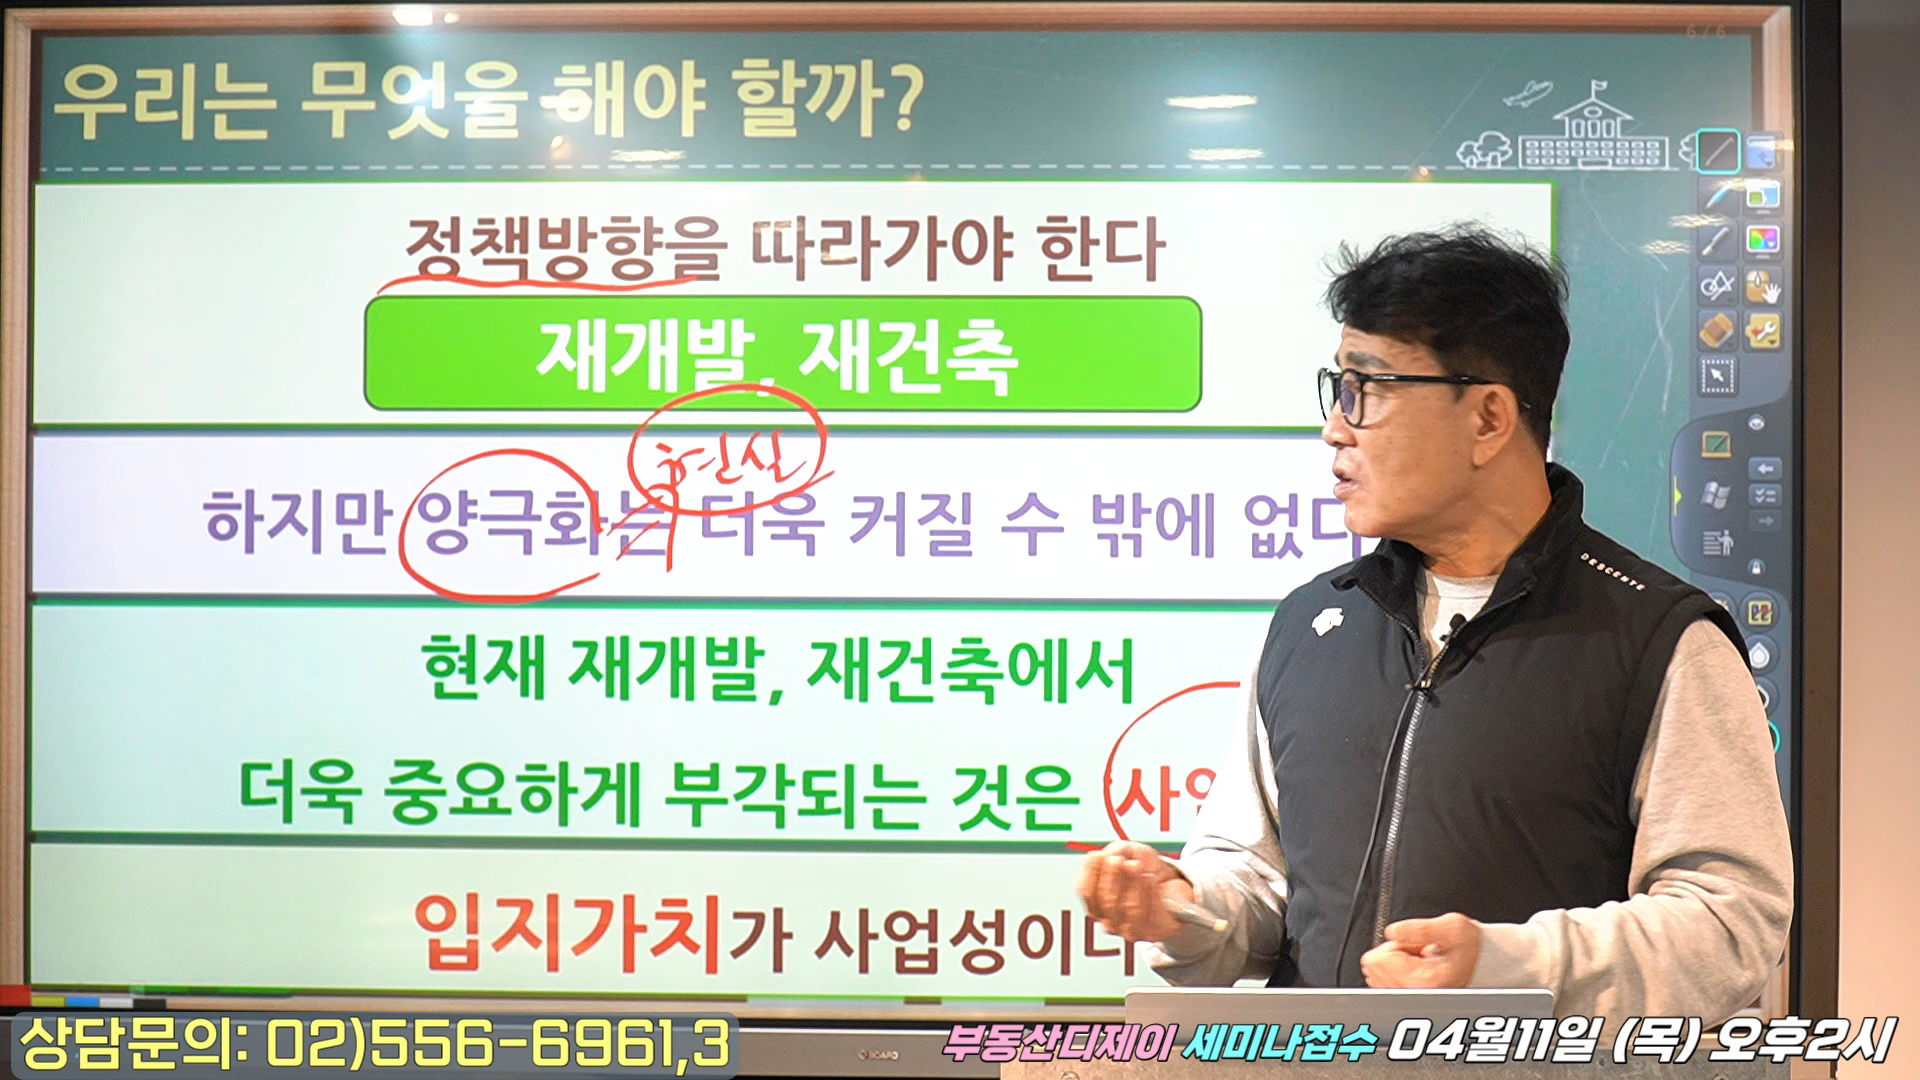 6 / 6
우리는 무엇을 해야 할까?
정책방향을 따라가야 한다
재개발, 재건축
현실
하지만 양극화는 더욱 커질 수 밖에 없다
현재 재개발, 재건축에서
더욱 중요하게 부각되는 것은
입지가치가 사업성이다
DESCENTE
상담문의: 02)556-6961,3
부동산디제이 세미나접수 04월11일 (목) 오후2시